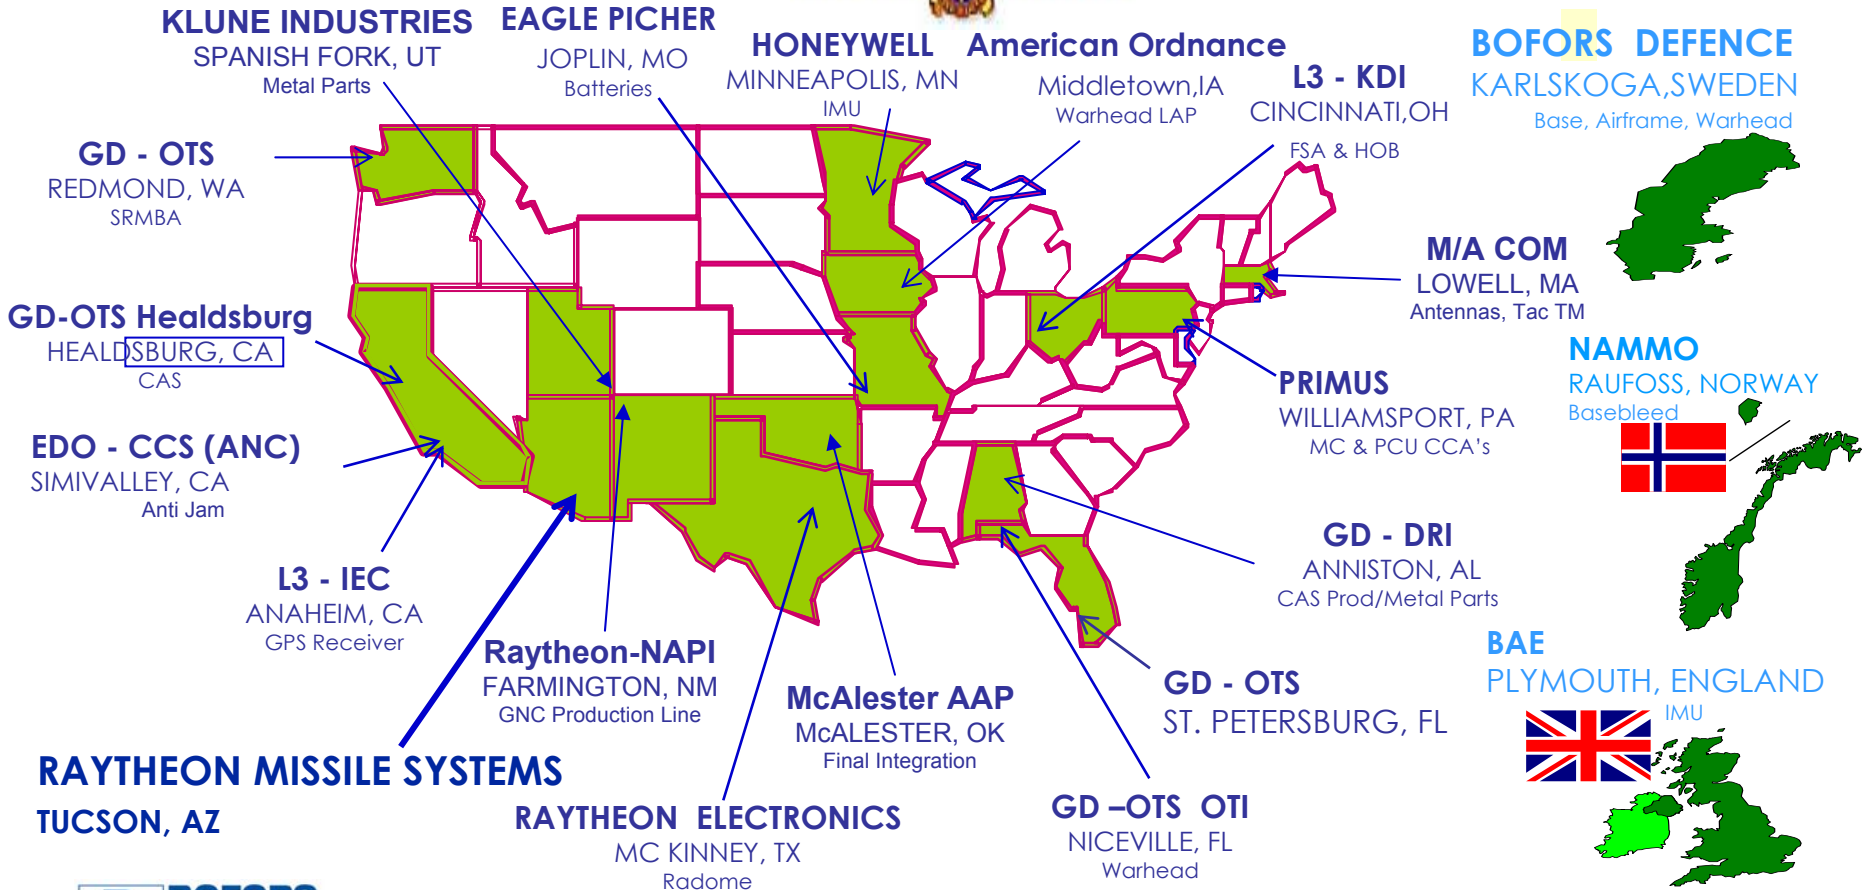 KLUNE INDUSTRIES
SPANISH FORK, UT
Metal Parts
EAGLE PICHER
JOPLIN, MO
Batteries
HONEYWELL
MINNEAPOLIS, MN
IMU
American Ordnance
Middletown,IA
Warhead LAP
L3 - KDI
CINCINNATI,OH
FSA & HOB
BOFORS DEFENCE
KARLSKOGA,SWEDEN
Base, Airframe, Warhead
GD - OTS
REDMOND, WA
SRMBA
M/A COM
LOWELL, MA
Antennas, Tac TM
GD-OTS Healdsburg
HEALDSBURG, CA
CAS
NAMMO
RAUFOSS, NORWAY
Basebleed
PRIMUS
WILLIAMSPORT, PA
MC & PCU CCA's
EDO - CCS (ANC)
SIMIVALLEY, CA
Anti Jam
GD - DRI
ANNISTON, AL
CAS Prod/Metal Parts
L3 - IEC
ANAHEIM, CA
GPS Receiver
Raytheon-NAPI
FARMINGTON, NM
GNC Production Line
McAlester AAP
McALESTER, OK
Final Integration
GD - OTS
ST. PETERSBURG, FL
BAE
PLYMOUTH, ENGLAND
IMU
RAYTHEON MISSILE SYSTEMS
TUCSON, AZ
RAYTHEON ELECTRONICS
MC KINNEY, TX
Radome
GD –OTS OTI
NICEVILLE, FL
Warhead
BOFORS